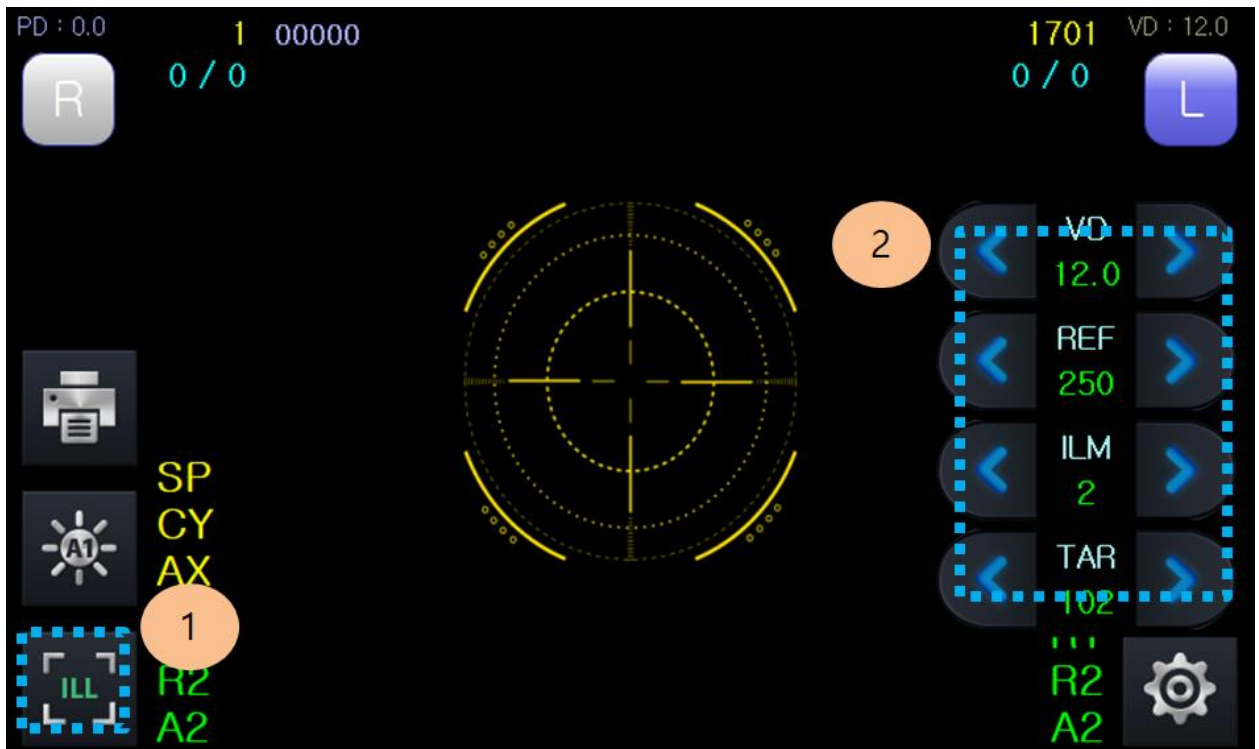 PD : 0.0
1 00000
1701
VD : 12.0
0 / 0
0 / 0
R
L
2
VD
12.0
REF
250
ILM
2
SP
CY
A1
AX
TAR
102
1
ILL
R2
A2
R2
A2